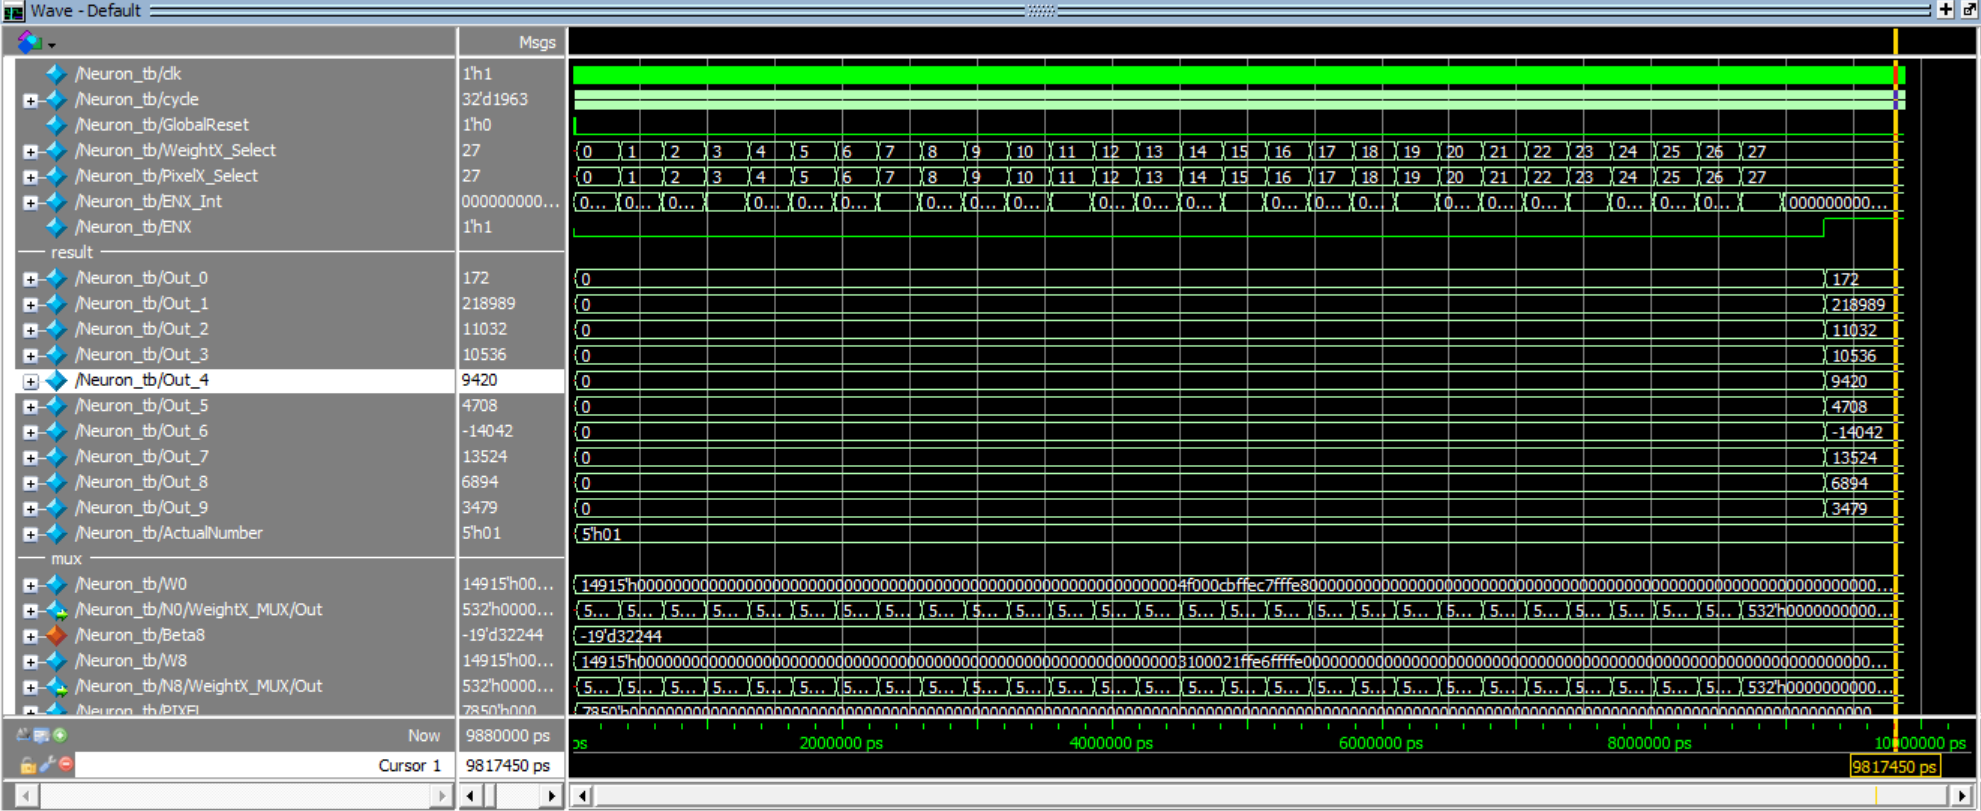 Wave - Default
Msgs
/Neuron_tb/clk 1'h1
/Neuron_tb/cycle 32'd1963
/Neuron_tb/GlobalReset 1'h0
/Neuron_tb/WeightX_Select 27 0 1 2 3 4 5 6 7 8 9 10 11 12 13 14 15 16 17 18 19 20 21 22 23 24 25 26 27
/Neuron_tb/PixelX_Select 27 0 1 2 3 4 5 6 7 8 9 10 11 12 13 14 15 16 17 18 19 20 21 22 23 24 25 26 27
/Neuron_tb/ENX_Int 000000000... 0... 0... 0... 0... 0... 0... 0... 0... 0... 0... 0... 0... 0... 0... 0... 0... 0... 0... 0... 0... 0... 000000000...
/Neuron_tb/ENX 1'h1
result
/Neuron_tb/Out_0 172 0 172
/Neuron_tb/Out_1 218989 0 218989
/Neuron_tb/Out_2 11032 0 11032
/Neuron_tb/Out_3 10536 0 10536
/Neuron_tb/Out_4 9420 0 9420
/Neuron_tb/Out_5 4708 0 4708
/Neuron_tb/Out_6 -14042 0 -14042
/Neuron_tb/Out_7 13524 0 13524
/Neuron_tb/Out_8 6894 0 6894
/Neuron_tb/Out_9 3479 0 3479
/Neuron_tb/ActualNumber 5'h01 5'h01
mux
/Neuron_tb/W0 14915'h00...
/Neuron_tb/N0/WeightX_MUX/Out 532'h0000... 5... 5... 5... 5... 5... 5... 5... 5... 5... 5... 5... 5... 5... 5... 5... 5... 5... 5... 5... 5... 5... 5... 5... 5... 5... 5... 5... 532'h0000000000...
/Neuron_tb/Beta8 -19'd32244 -19'd32244
/Neuron_tb/W8 14915'h00...
/Neuron_tb/N8/WeightX_MUX/Out 532'h0000... 5... 5... 5... 5... 5... 5... 5... 5... 5... 5... 5... 5... 5... 5... 5... 5... 5... 5... 5... 5... 5... 5... 5... 5... 5... 5... 5... 532'h0000000000...
/Neuron_tb/PIXEL 7850'h000
Now 9880000 ps ps 2000000 ps 4000000 ps 6000000 ps 8000000 ps 10000000 ps
Cursor 1 9817450 ps 9817450 ps